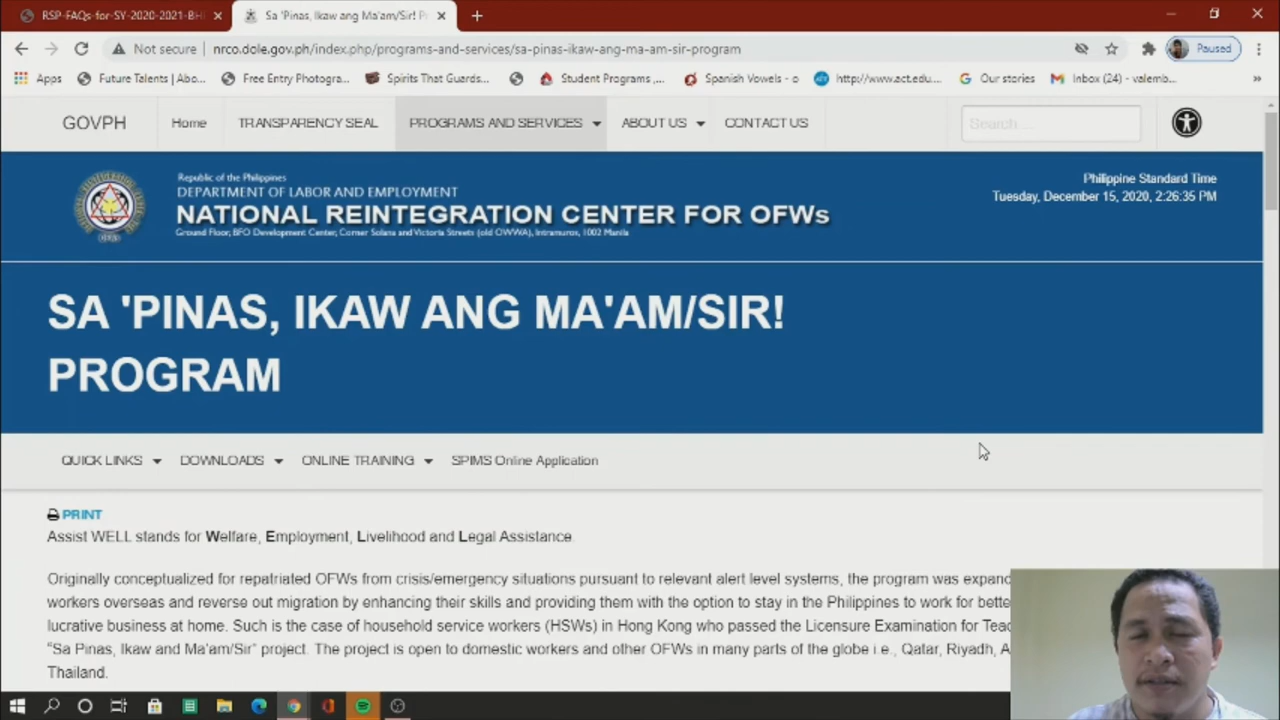 RSP-FAQs-for-SY-2020-2021-BHI
Sa 'Pinas, Ikaw ang Ma'am/Sir! P
Not secure
nrco.dole.gov.ph/index.php/programs-and-services/sa-pinas-ikaw-ang-ma-am-sir-program
Paused
Apps
Future Talents | Abo...
Free Entry Photogra...
Spirits That Guards...
Student Programs ,...
Spanish Vowels - o
http://www.act.edu....
Our stories
Inbox (24) - valemb...
GOVPH
Home
TRANSPARENCY SEAL
PROGRAMS AND SERVICES
ABOUT US
CONTACT US
Search...
Republic of the Philippines
DEPARTMENT OF LABOR AND EMPLOYMENT
NATIONAL REINTEGRATION CENTER FOR OFWs
Ground Floor, BFO Development Center, Corner Solana and Victoria Streets (old OWWA), Intramuros, 1002 Manila
Philippine Standard Time
Tuesday, December 15, 2020, 2:26:35 PM
SA 'PINAS, IKAW ANG MA'AM/SIR!
PROGRAM
QUICK LINKS
DOWNLOADS
ONLINE TRAINING
SPIMS Online Application
PRINT
Assist WELL stands for Welfare, Employment, Livelihood and Legal Assistance.
Originally conceptualized for repatriated OFWs from crisis/emergency situations pursuant to relevant alert level systems, the program was expan
workers overseas and reverse out migration by enhancing their skills and providing them with the option to stay in the Philippines to work for bette
lucrative business at home. Such is the case of household service workers (HSWs) in Hong Kong who passed the Licensure Examination for Tea
"Sa Pinas, Ikaw and Ma'am/Sir" project. The project is open to domestic workers and other OFWs in many parts of the globe i.e., Qatar, Riyadh, A
Thailand.